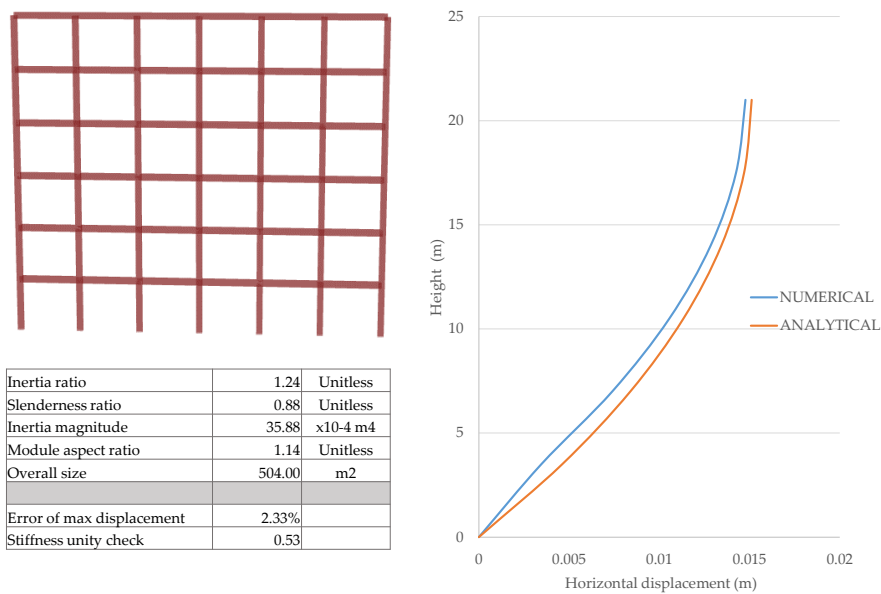 Inertia ratio 1.24 Unitless
Slenderness ratio 0.88 Unitless
Inertia magnitude 35.88 x10-4 m4
Module aspect ratio 1.14 Unitless
Overall size 504.00 m2
Error of max displacement 2.33%
Stiffness unity check 0.53
25
20
15
10
5
0
Height (m)
0 0.005 0.01 0.015 0.02
Horizontal displacement (m)
NUMERICAL
ANALYTICAL